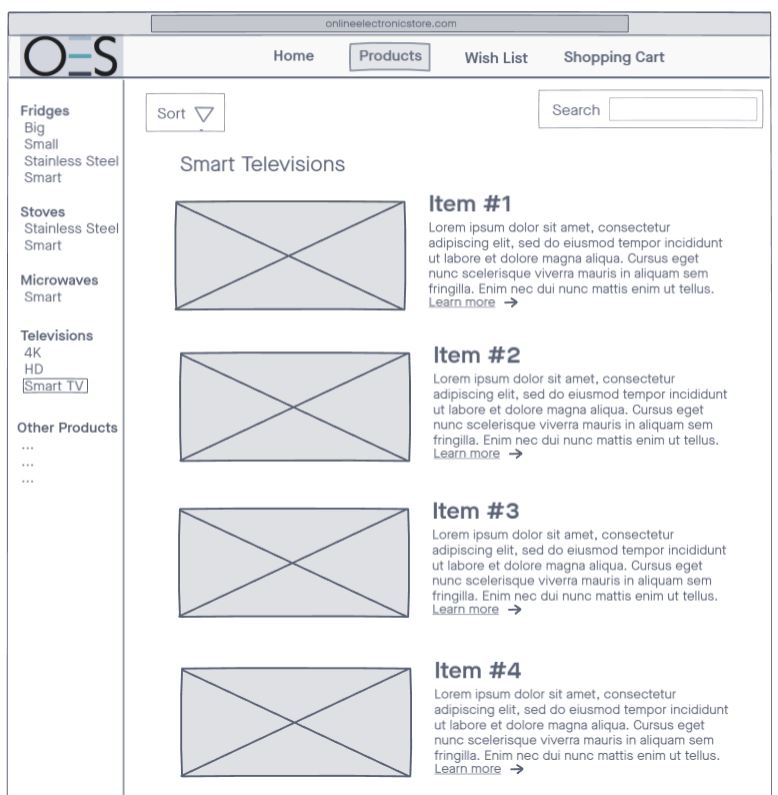 onlineelectronicstore.com
OES
Home Products Wish List Shopping Cart
Sort
Search
Fridges
Big
Small
Stainless Steel
Smart
Stoves
Stainless Steel
Smart
Microwaves
Smart
Televisions
4K
HD
Smart TV
Other Products
...
...
...
Smart Televisions
Item #1
Lorem ipsum dolor sit amet, consectetur
adipiscing elit, sed do eiusmod tempor incididunt
ut labore et dolore magna aliqua. Cursus eget
nunc scelerisque viverra mauris in aliquam sem
fringilla. Enim nec dui nunc mattis enim ut tellus.
Learn more →
Item #2
Lorem ipsum dolor sit amet, consectetur
adipiscing elit, sed do eiusmod tempor incididunt
ut labore et dolore magna aliqua. Cursus eget
nunc scelerisque viverra mauris in aliquam sem
fringilla. Enim nec dui nunc mattis enim ut tellus.
Learn more →
Item #3
Lorem ipsum dolor sit amet, consectetur
adipiscing elit, sed do eiusmod tempor incididunt
ut labore et dolore magna aliqua. Cursus eget
nunc scelerisque viverra mauris in aliquam sem
fringilla. Enim nec dui nunc mattis enim ut tellus.
Learn more →
Item #4
Lorem ipsum dolor sit amet, consectetur
adipiscing elit, sed do eiusmod tempor incididunt
ut labore et dolore magna aliqua. Cursus eget
nunc scelerisque viverra mauris in aliquam sem
fringilla. Enim nec dui nunc mattis enim ut tellus.
Learn more →